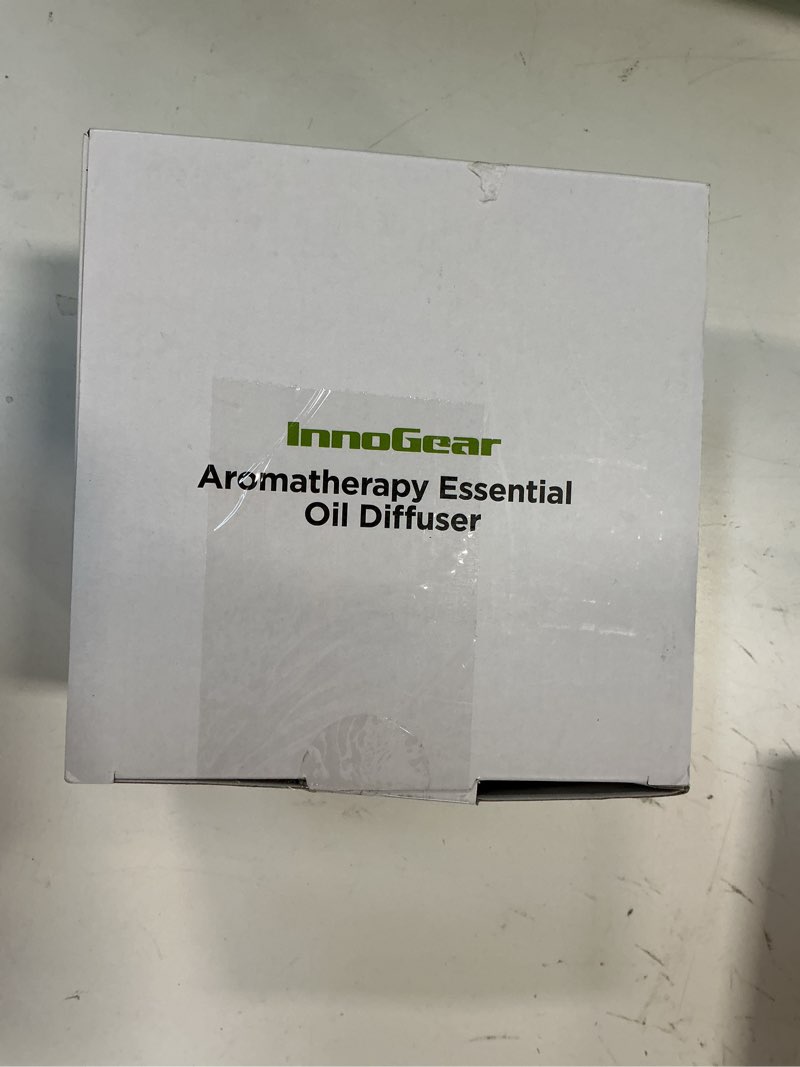 InnoGear
Aromatherapy Essential
Oil Diffuser